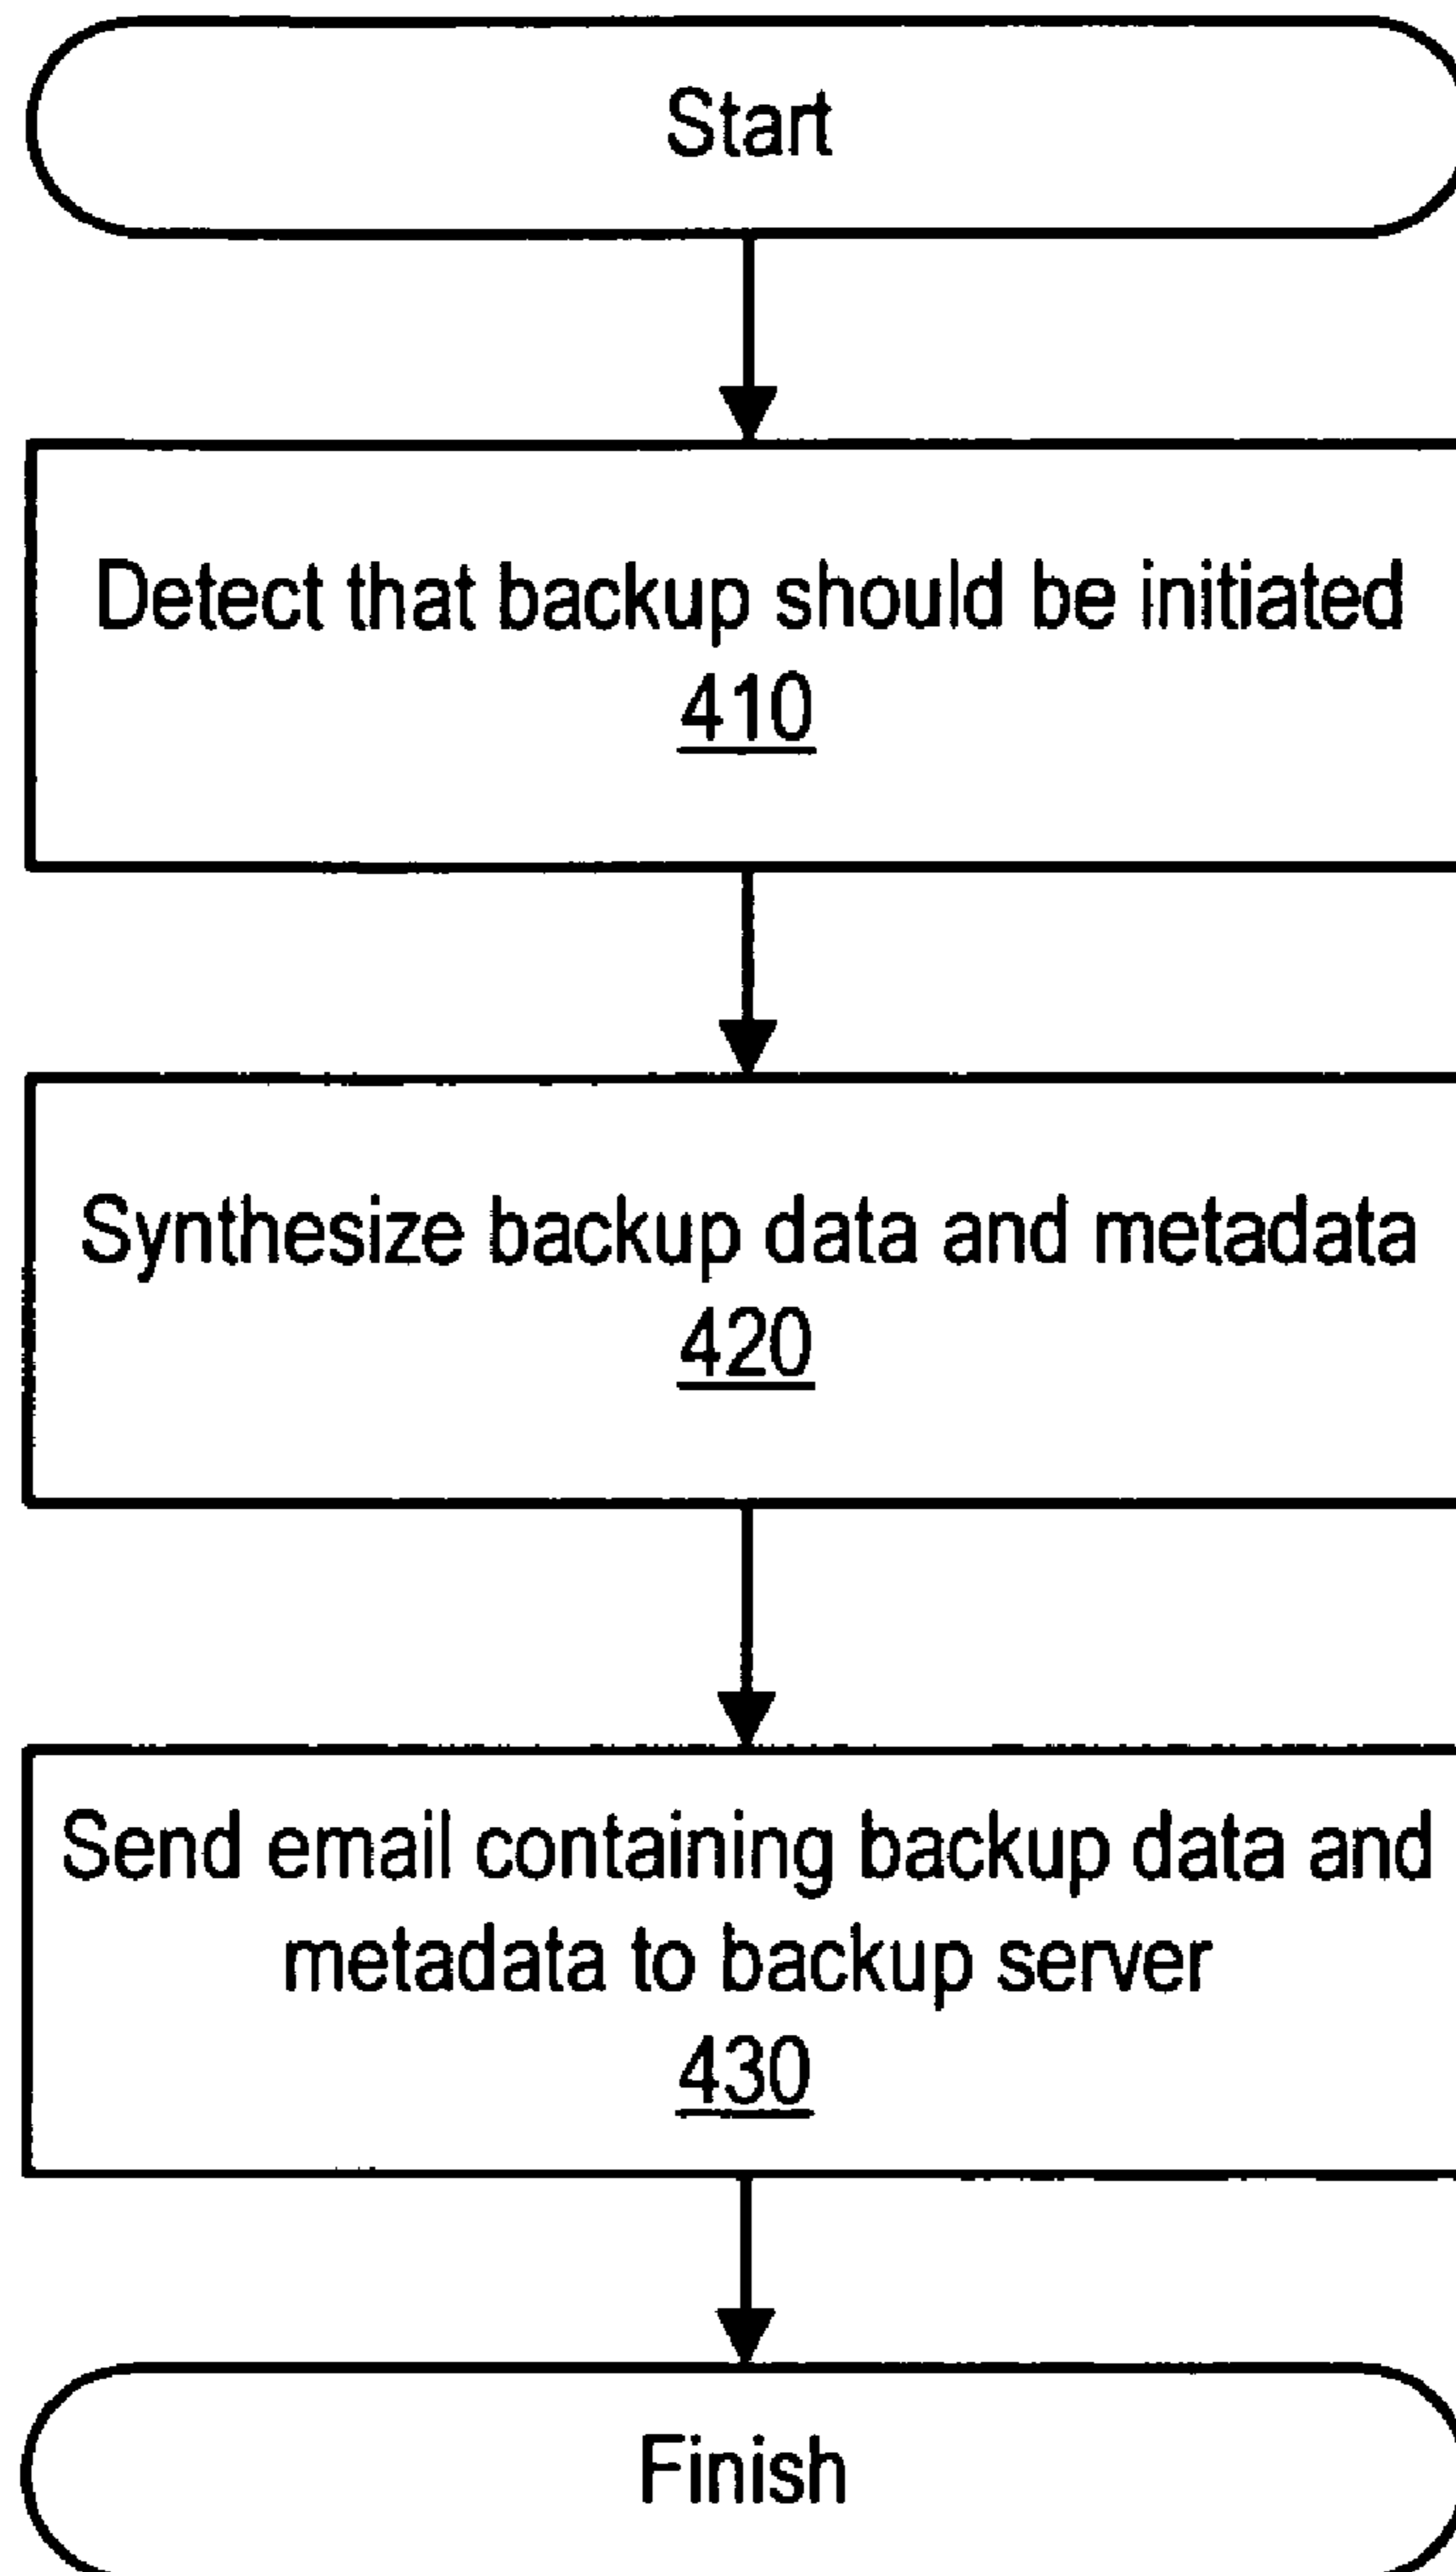 Start
Detect that backup should be initiated
410
Synthesize backup data and metadata
420
Send email containing backup data and
metadata to backup server
430
Finish